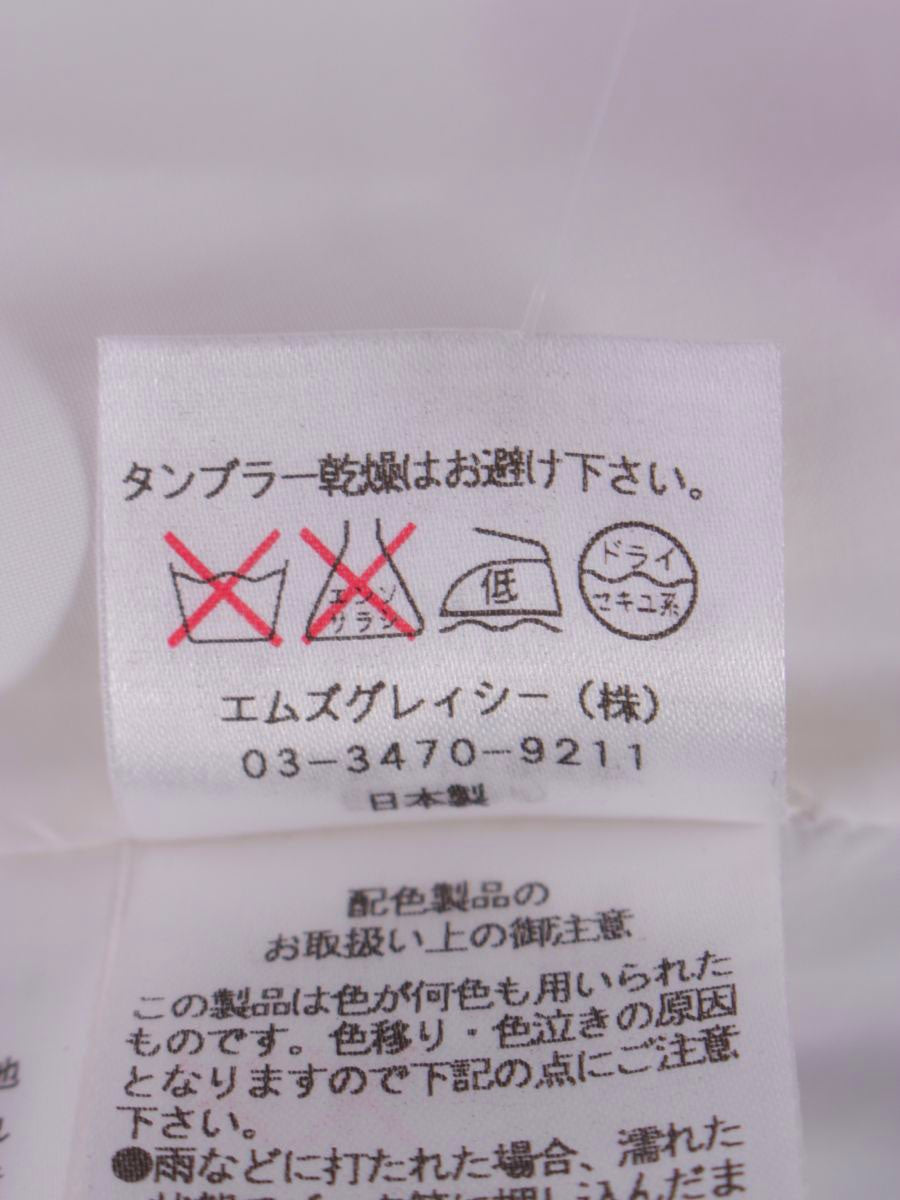 タンブラー乾燥はお避け下さい。
エンソ
サラシ
低
ドライ
セキユ系
エムズグレイシー（株）
03-3470-9211
日本製
配色製品の
お取扱い上の御注意
この製品は色が何色も用いられた
ものです。色移り・色泣きの原因
となりますので下記の点にご注意
下さい。
●雨などに打たれた場合、濡れた